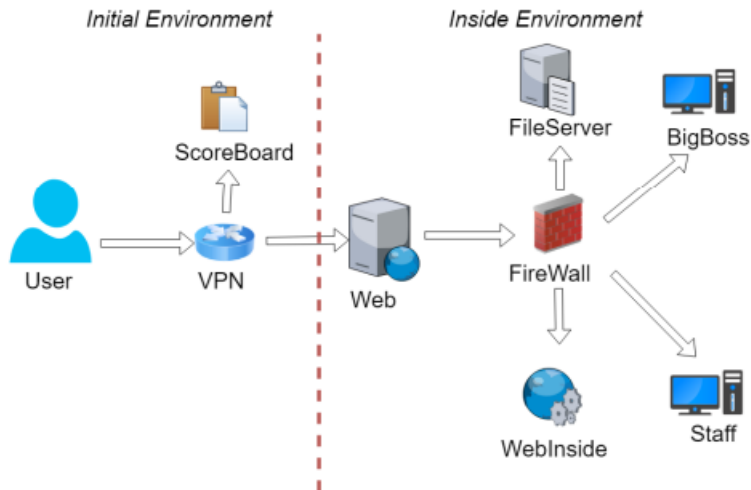 Initial Environment
Inside Environment
ScoreBoard
FileServer
BigBoss
User
VPN
Web
FireWall
WebInside
Staff